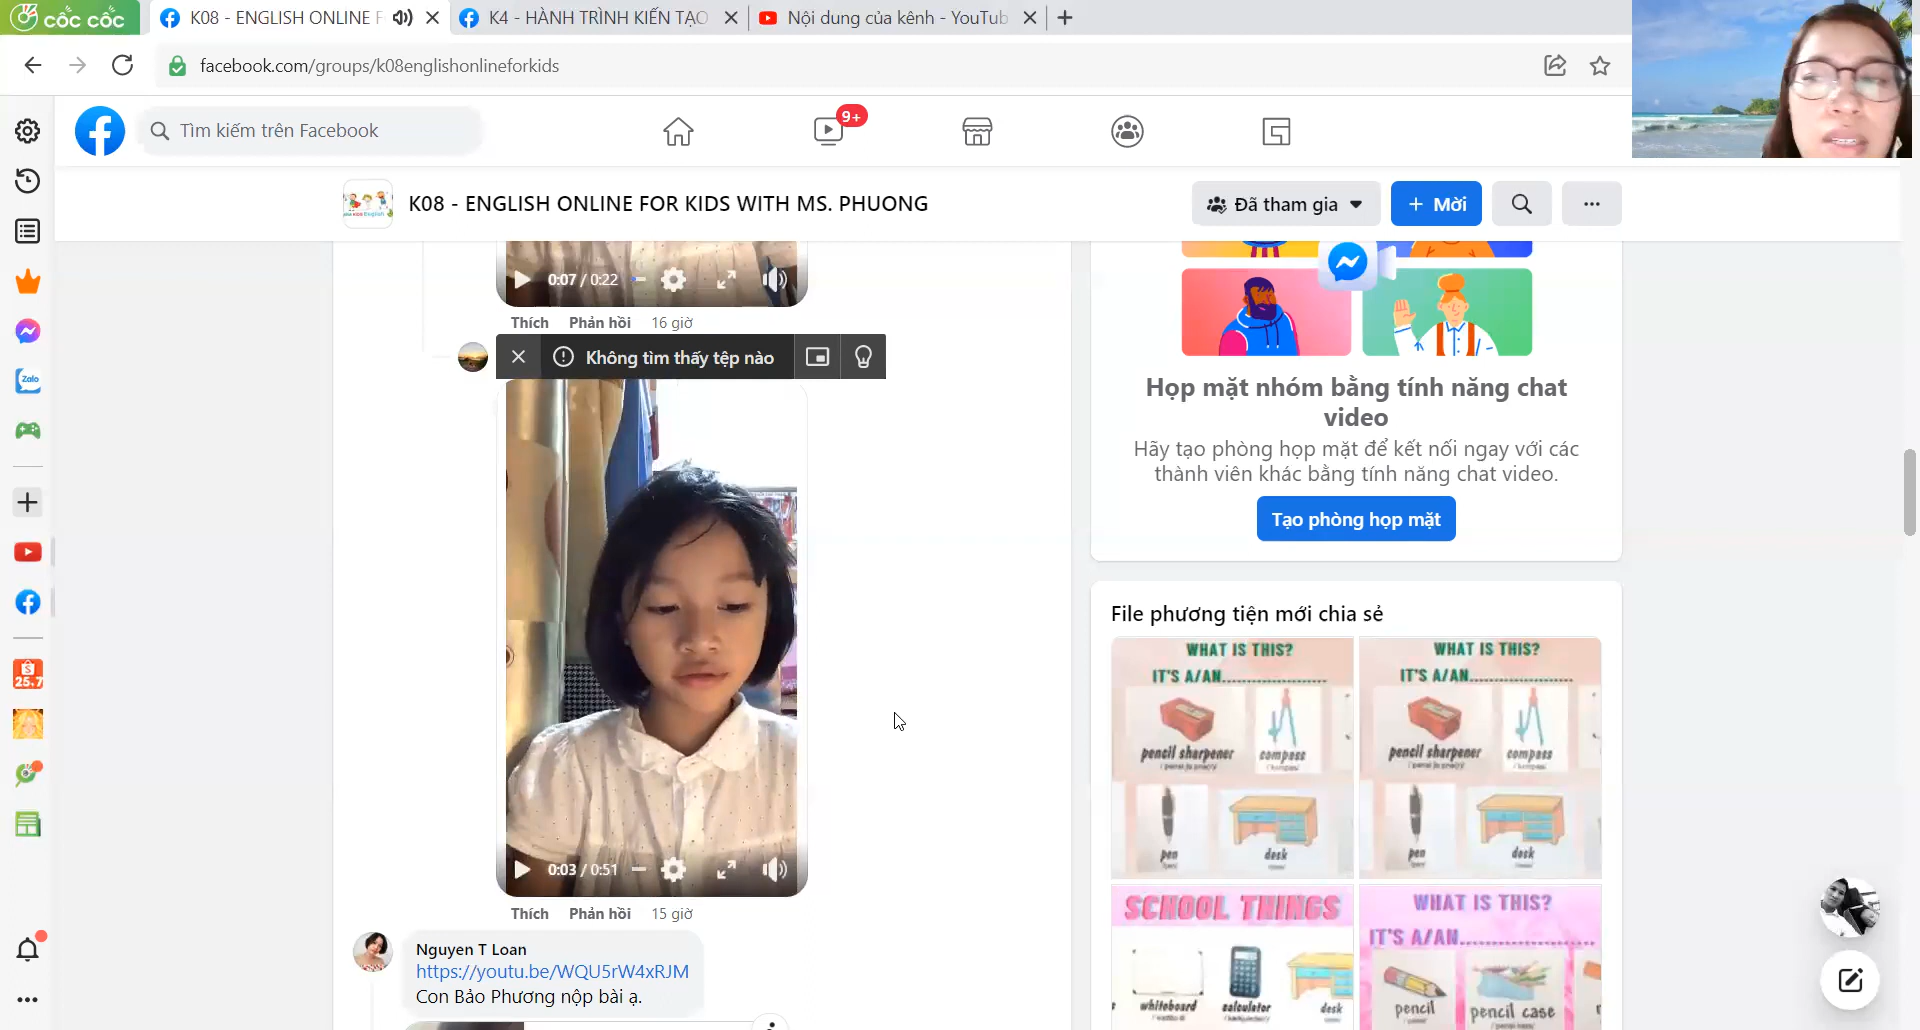 cốc cốc
K08 - ENGLISH ONLINE F
K4 - HÀNH TRÌNH KIẾN TẠO
Nội dung của kênh - YouTub
facebook.com/groups/k08englishonlineforkids
Tìm kiếm trên Facebook
9+
K08 - ENGLISH ONLINE FOR KIDS WITH MS. PHUONG
Đã tham gia
+ Mời
0:07 / 0:22
Thích Phản hồi 16 giờ
Không tìm thấy tệp nào
0:03 / 0:51
Thích Phản hồi 15 giờ
Nguyen T Loan
https://youtu.be/WQU5rW4xRJM
Con Bảo Phương nộp bài ạ.
Họp mặt nhóm bằng tính năng chat
video
Hãy tạo phòng họp mặt để kết nối ngay với các
thành viên khác bằng tính năng chat video.
Tạo phòng họp mặt
File phương tiện mới chia sẻ
WHAT IS THIS?
IT'S A/AN......................
pencil sharpener compass
pen desk
WHAT IS THIS?
IT'S A/AN......................
pencil sharpener compass
pen desk
SCHOOL THINGS
whiteboard calculator desk
WHAT IS THIS?
IT'S A/AN......................
pencil pencil case
Zalo
25.7